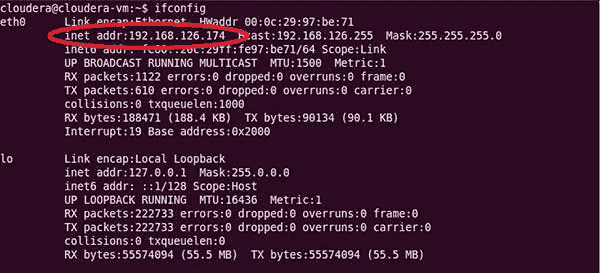 cloudera@cloudera-vm:~$ ifconfig
eth0 Link encap:Ethernet HWaddr 00:0c:29:97:be:71
inet addr:192.168.126.174 Bcast:192.168.126.255 Mask:255.255.255.0
inet6 addr: fe80::20c:29ff:fe97:be71/64 Scope:Link
UP BROADCAST RUNNING MULTICAST MTU:1500 Metric:1
RX packets:1122 errors:0 dropped:0 overruns:0 frame:0
TX packets:610 errors:0 dropped:0 overruns:0 carrier:0
collisions:0 txqueuelen:1000
RX bytes:188471 (188.4 KB) TX bytes:90134 (90.1 KB)
Interrupt:19 Base address:0x2000
lo Link encap:Local Loopback
inet addr:127.0.0.1 Mask:255.0.0.0
inet6 addr: ::1/128 Scope:Host
UP LOOPBACK RUNNING MTU:16436 Metric:1
RX packets:222733 errors:0 dropped:0 overruns:0 frame:0
TX packets:222733 errors:0 dropped:0 overruns:0 carrier:0
collisions:0 txqueuelen:0
RX bytes:55574094 (55.5 MB) TX bytes:55574094 (55.5 MB)